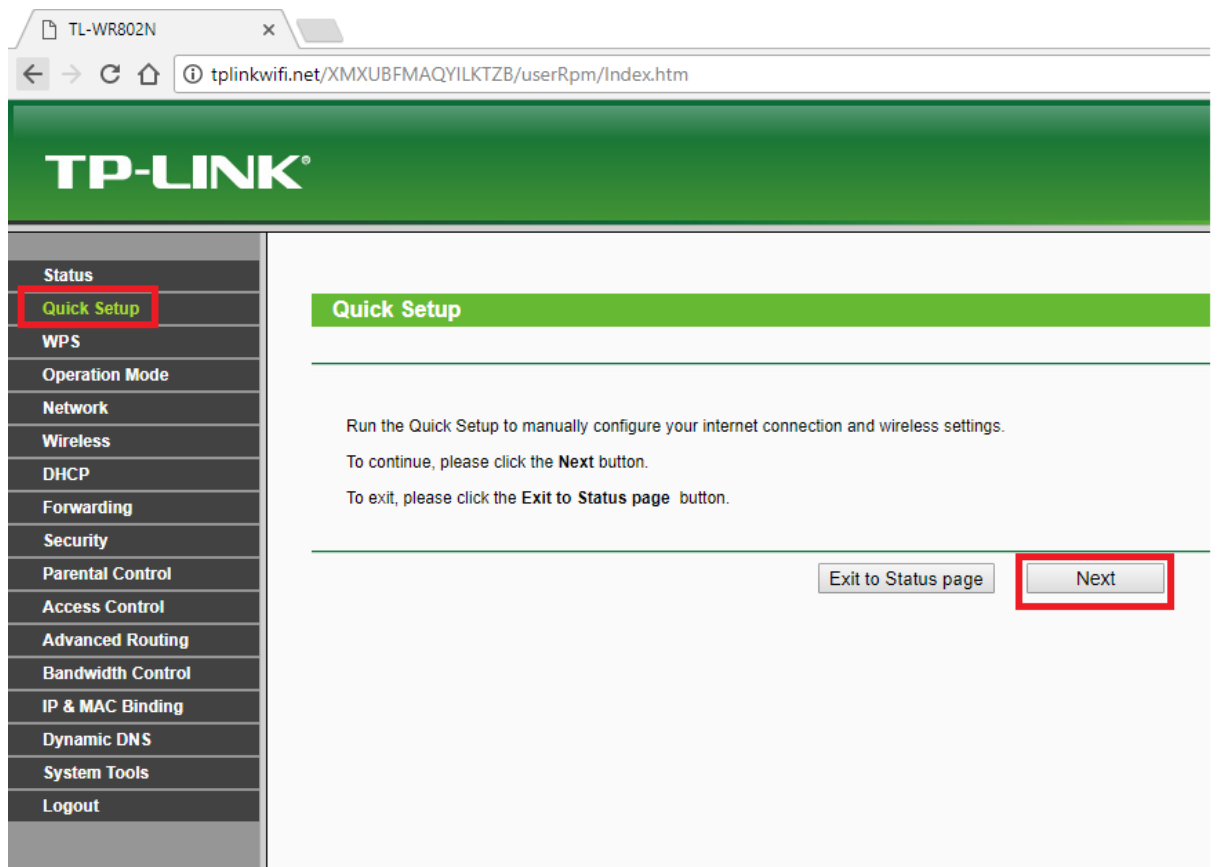 TL-WR802N
tplinkwifi.net/XMXUBFMAQYILKTZB/userRpm/Index.htm
TP-LINK®
Status
Quick Setup
WPS
Operation Mode
Network
Wireless
DHCP
Forwarding
Security
Parental Control
Access Control
Advanced Routing
Bandwidth Control
IP & MAC Binding
Dynamic DNS
System Tools
Logout
Quick Setup
Run the Quick Setup to manually configure your internet connection and wireless settings.
To continue, please click the Next button.
To exit, please click the Exit to Status page button.
Exit to Status page
Next